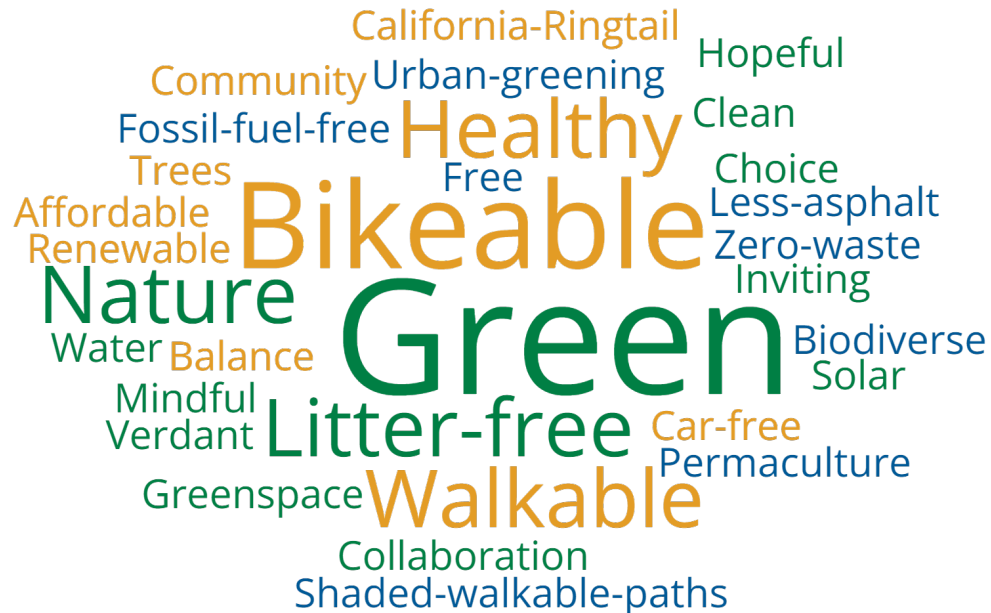 California-Ringtail
Hopeful
Community
Urban-greening
Healthy
Clean
Fossil-fuel-free
Trees
Free
Choice
Bikeable
Less-asphalt
Affordable
Renewable
Zero-waste
Nature
Inviting
Green
Water
Balance
Biodiverse
Solar
Mindful
Litter-free
Verdant
Car-free
Permaculture
Greenspace
Walkable
Collaboration
Shaded-walkable-paths